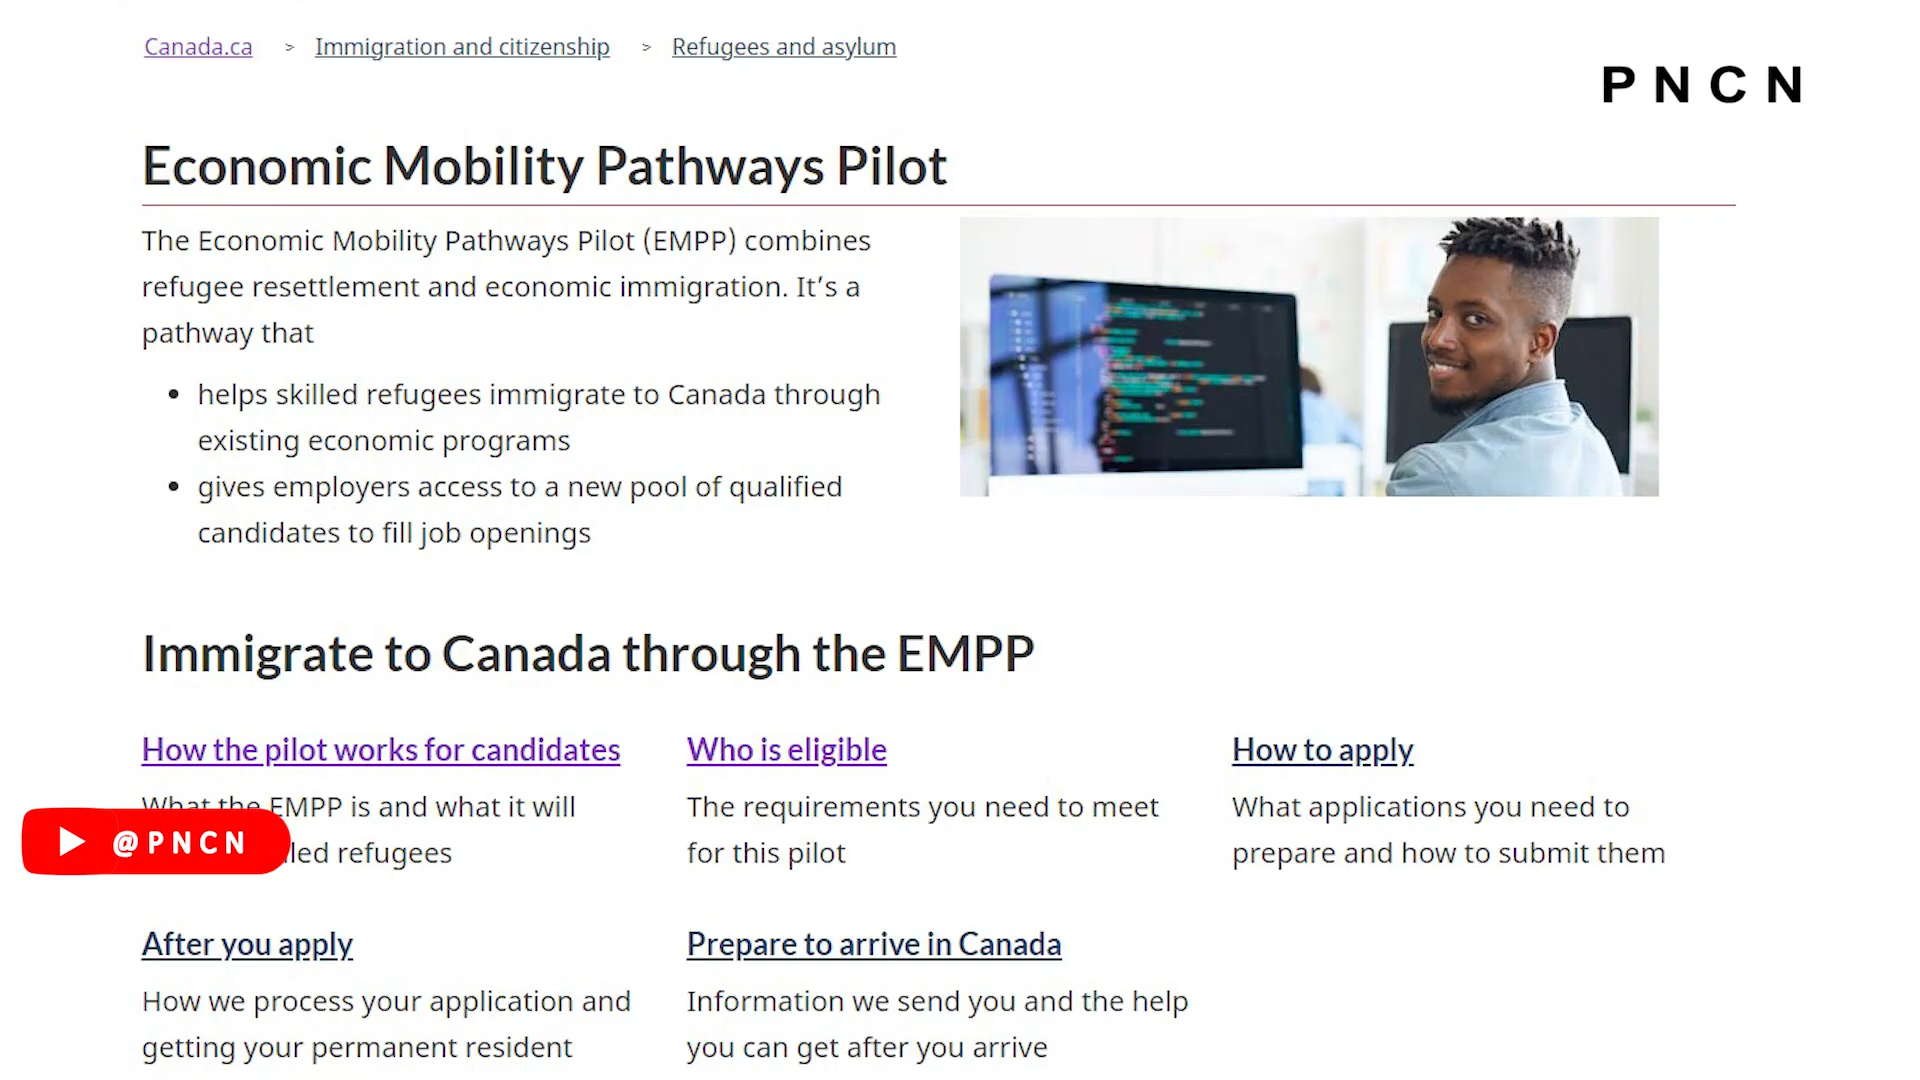 Canada.ca > Immigration and citizenship > Refugees and asylum
PNCN
Economic Mobility Pathways Pilot
The Economic Mobility Pathways Pilot (EMPP) combines
refugee resettlement and economic immigration. It’s a
pathway that
• helps skilled refugees immigrate to Canada through
existing economic programs
• gives employers access to a new pool of qualified
candidates to fill job openings
Immigrate to Canada through the EMPP
How the pilot works for candidates
What the EMPP is and what it will
refugees
Who is eligible
The requirements you need to meet
for this pilot
How to apply
What applications you need to
prepare and how to submit them
@PNCN
After you apply
How we process your application and
getting your permanent resident
Prepare to arrive in Canada
Information we send you and the help
you can get after you arrive